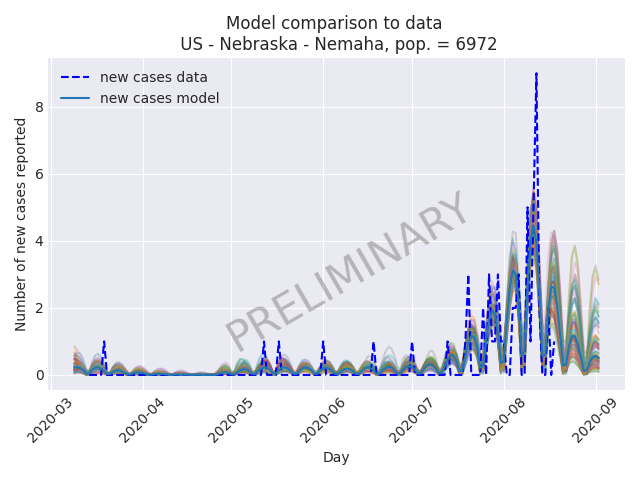 Model comparison to data
US - Nebraska - Nemaha, pop. = 6972
new cases data
new cases model
Number of new cases reported
8
6
4
2
0
PRELIMINARY
2020-03
2020-04
2020-05
2020-06
2020-07
2020-08
2020-09
Day